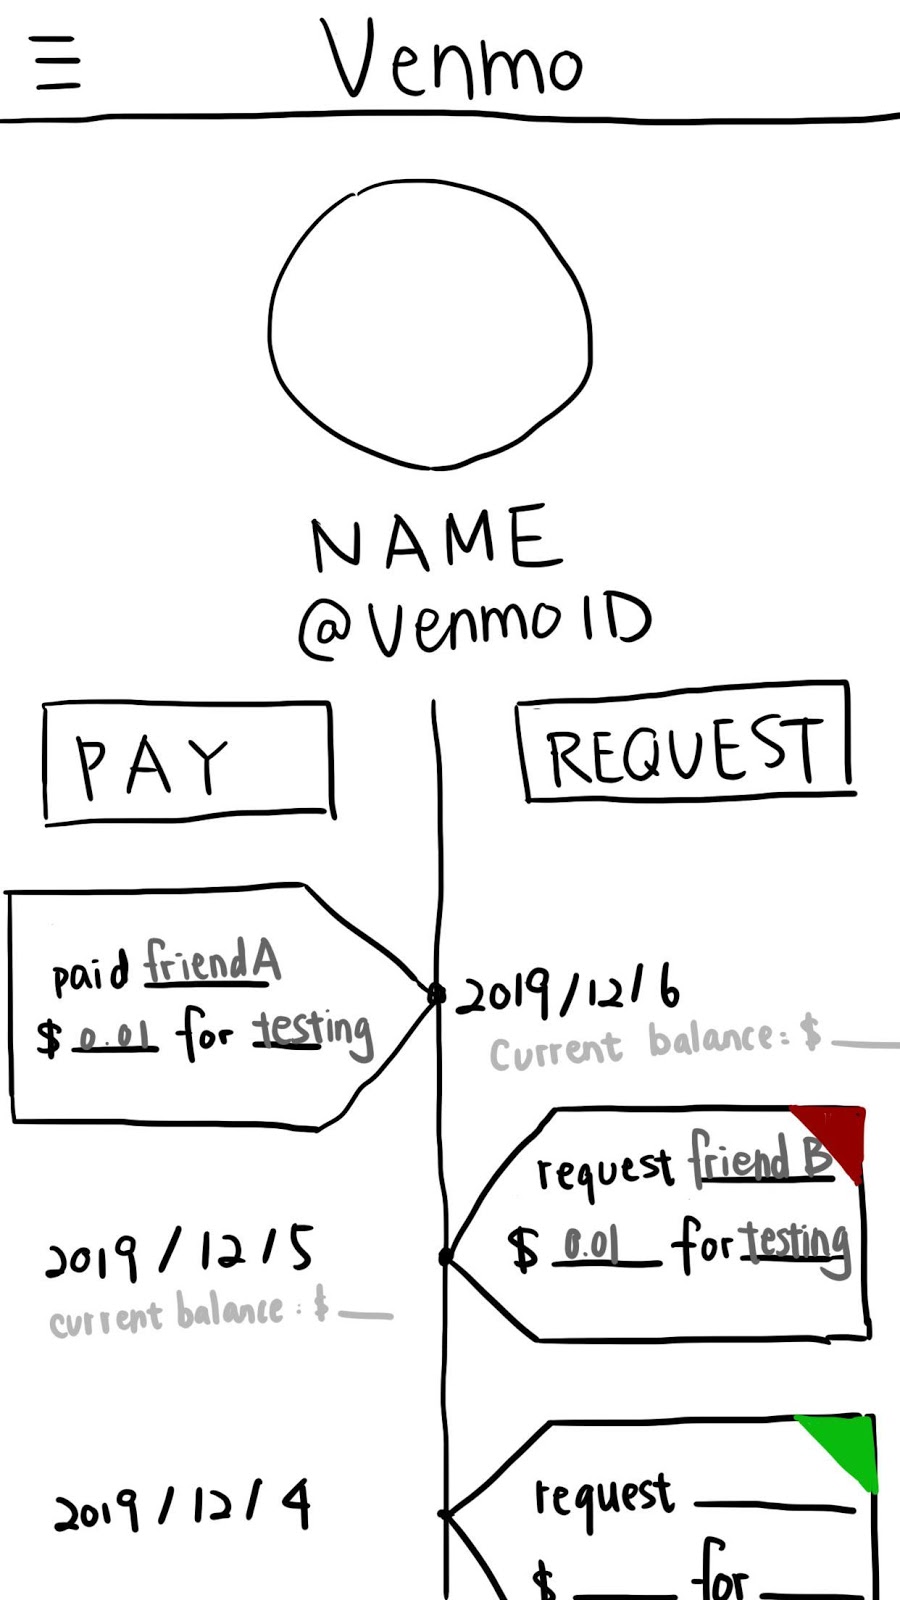 Venmo
NAME
@VenmoID
PAY
REQUEST
paid friendA
$ 0.01 for testing
2019/12/6
Current balance: $
request friend B
$ 0.01 for testing
2019/12/5
current balance: $
request
2019/12/4
$ for